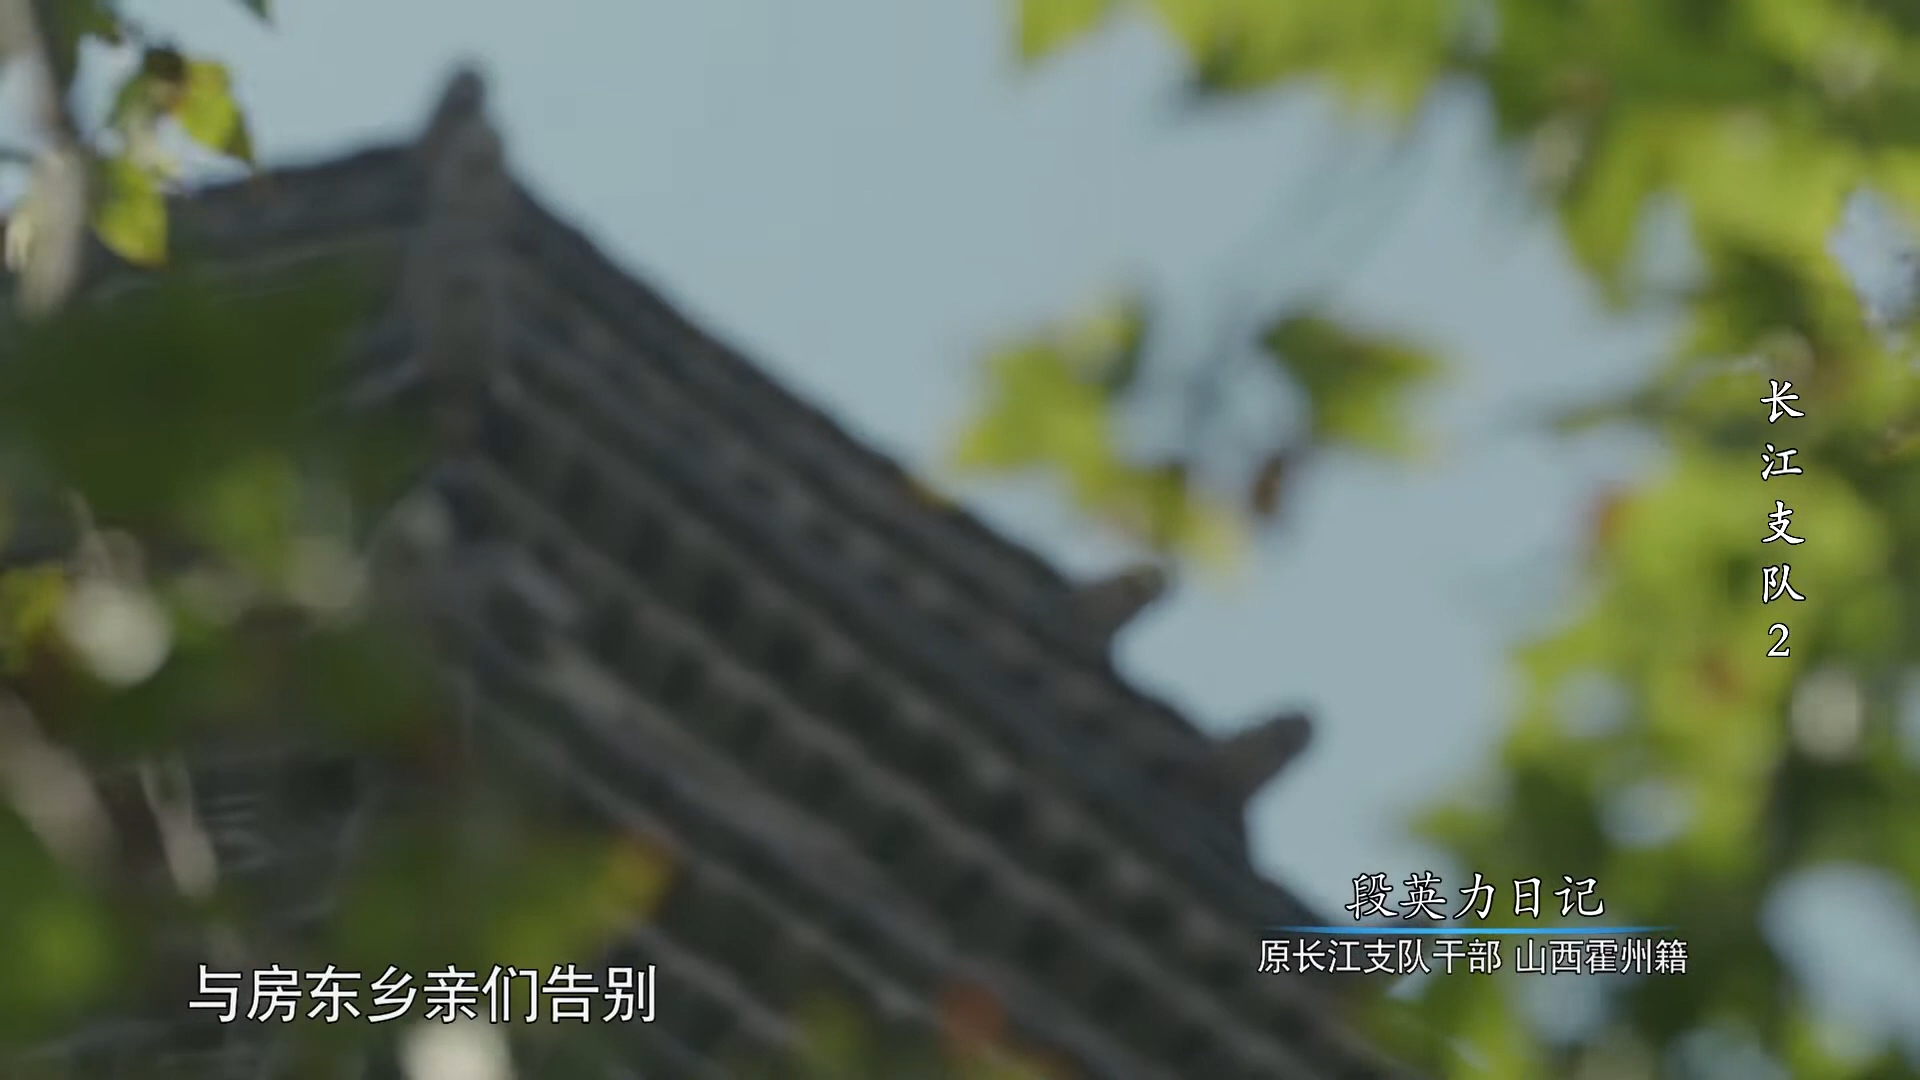 长江支队2
段英力日记
原长江支队干部 山西霍州籍
与房东乡亲们告别